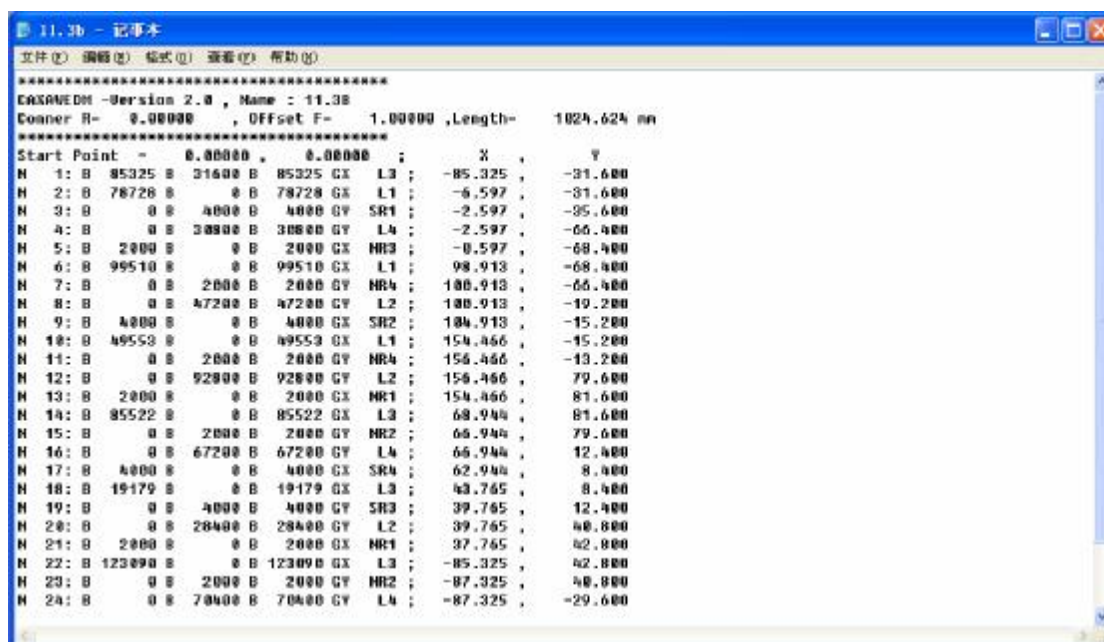 11.3b - 记事本
文件(F) 编辑(E) 格式(O) 查看(V) 帮助(H)
******************************************
CAXAWEDM -Version 2.0 , Name : 11.3B
Conner R= 0.00000 , Offset F= 1.00000 ,Length= 1024.624 mm
******************************************
Start Point = 0.00000 , 0.00000 ; X , Y
N 1: B 85325 B 31600 B 85325 GX L3 ; -85.325 , -31.600
N 2: B 78728 B 0 B 78728 GX L1 ; -6.597 , -31.600
N 3: B 0 B 4000 B 4000 GY SR1 ; -2.597 , -35.600
N 4: B 0 B 30800 B 30800 GY L4 ; -2.597 , -66.400
N 5: B 2000 B 0 B 2000 GX NR3 ; -0.597 , -68.400
N 6: B 99510 B 0 B 99510 GX L1 ; 98.913 , -68.400
N 7: B 0 B 2000 B 2000 GY NR4 ; 100.913 , -66.400
N 8: B 0 B 47200 B 47200 GY L2 ; 100.913 , -19.200
N 9: B 4000 B 0 B 4000 GX SR2 ; 104.913 , -15.200
N 10: B 49553 B 0 B 49553 GX L1 ; 154.466 , -15.200
N 11: B 0 B 2000 B 2000 GY NR4 ; 156.466 , -13.200
N 12: B 0 B 92800 B 92800 GY L2 ; 156.466 , 79.600
N 13: B 2000 B 0 B 2000 GX NR1 ; 154.466 , 81.600
N 14: B 85522 B 0 B 85522 GX L3 ; 68.944 , 81.600
N 15: B 0 B 2000 B 2000 GY NR2 ; 66.944 , 79.600
N 16: B 0 B 67200 B 67200 GY L4 ; 66.944 , 12.400
N 17: B 4000 B 0 B 4000 GX SR4 ; 62.944 , 8.400
N 18: B 19179 B 0 B 19179 GX L3 ; 43.765 , 8.400
N 19: B 0 B 4000 B 4000 GY SR3 ; 39.765 , 12.400
N 20: B 0 B 28400 B 28400 GY L2 ; 39.765 , 40.800
N 21: B 2000 B 0 B 2000 GX NR1 ; 37.765 , 42.800
N 22: B 123090 B 0 B 123090 GX L3 ; -85.325 , 42.800
N 23: B 0 B 2000 B 2000 GY NR2 ; -87.325 , 40.800
N 24: B 0 B 70400 B 70400 GY L4 ; -87.325 , -29.600